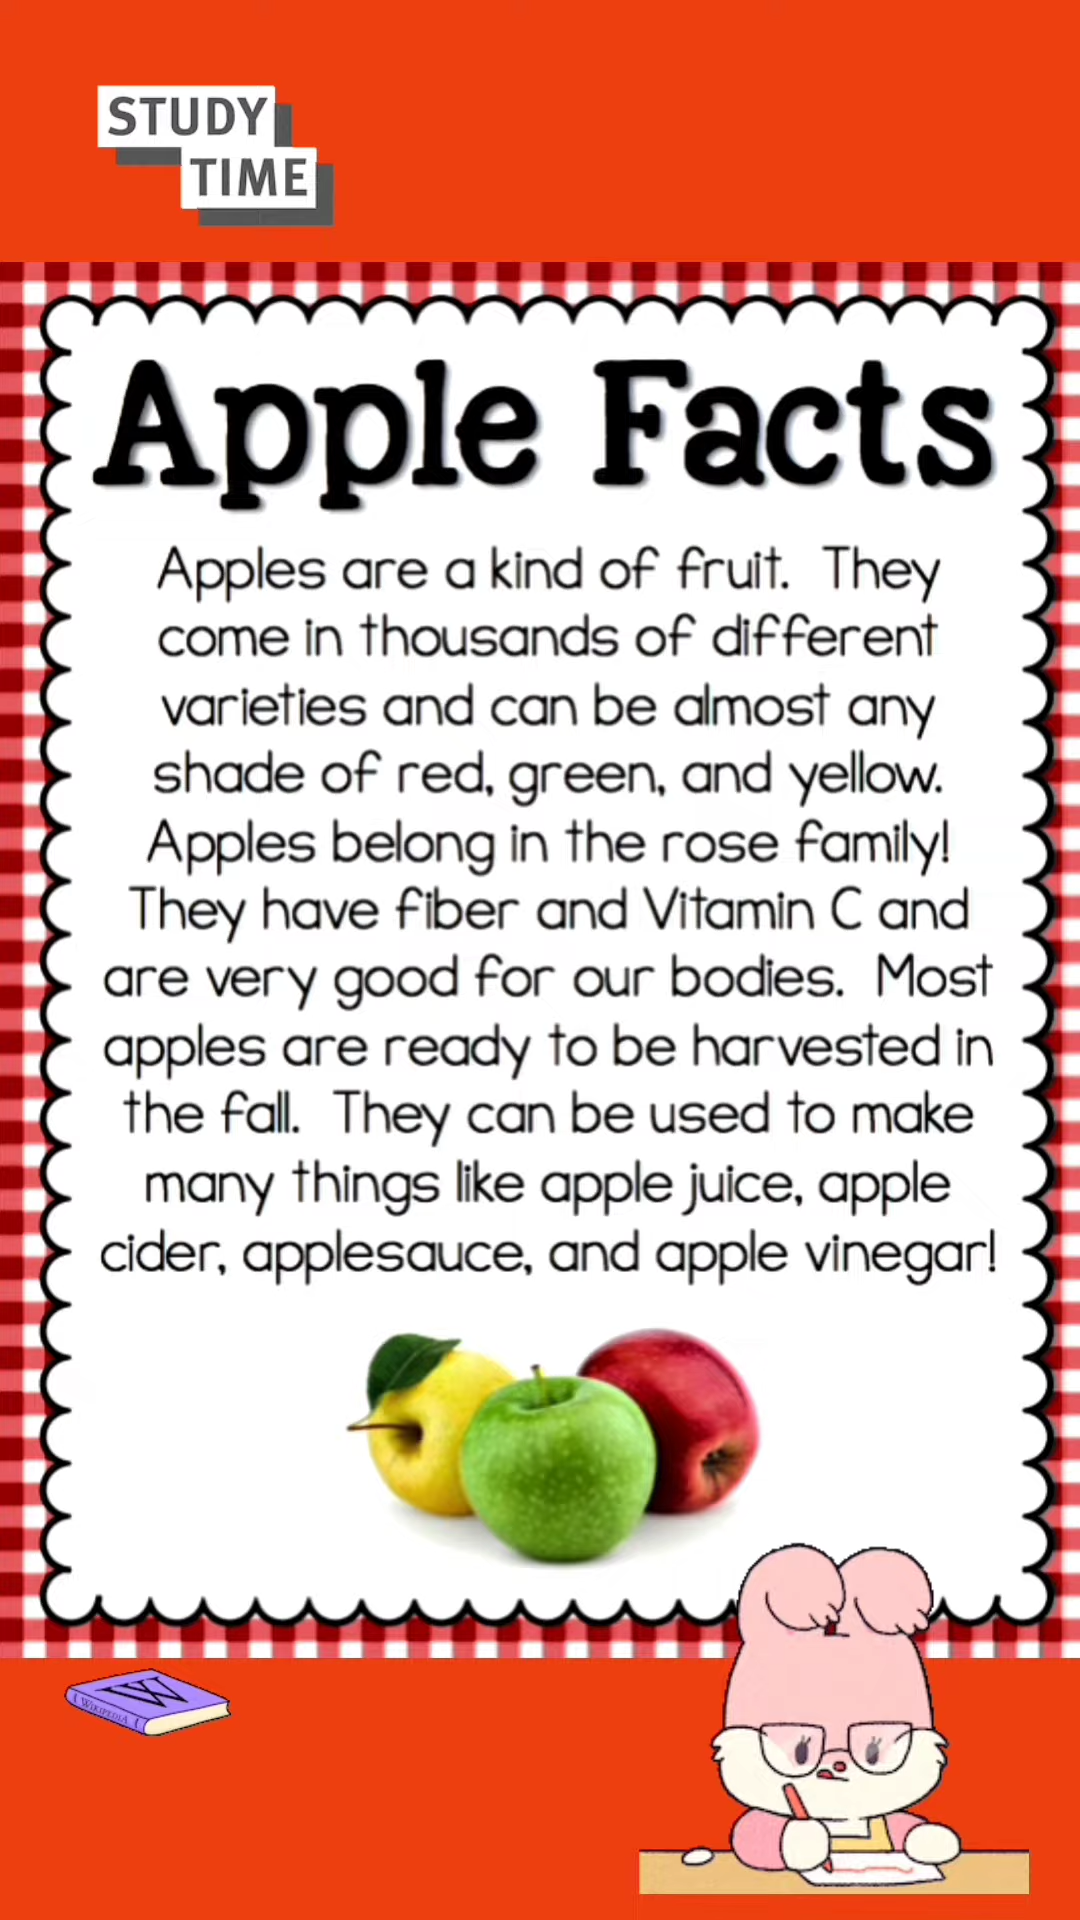 STUDY
TIME
Apple Facts
Apples are a kind of fruit. They
come in thousands of different
varieties and can be almost any
shade of red, green, and yellow.
Apples belong in the rose family!
They have fiber and Vitamin C and
are very good for our bodies. Most
apples are ready to be harvested in
the fall. They can be used to make
many things like apple juice, apple
cider, applesauce, and apple vinegar!
W
WIKIPEDIA